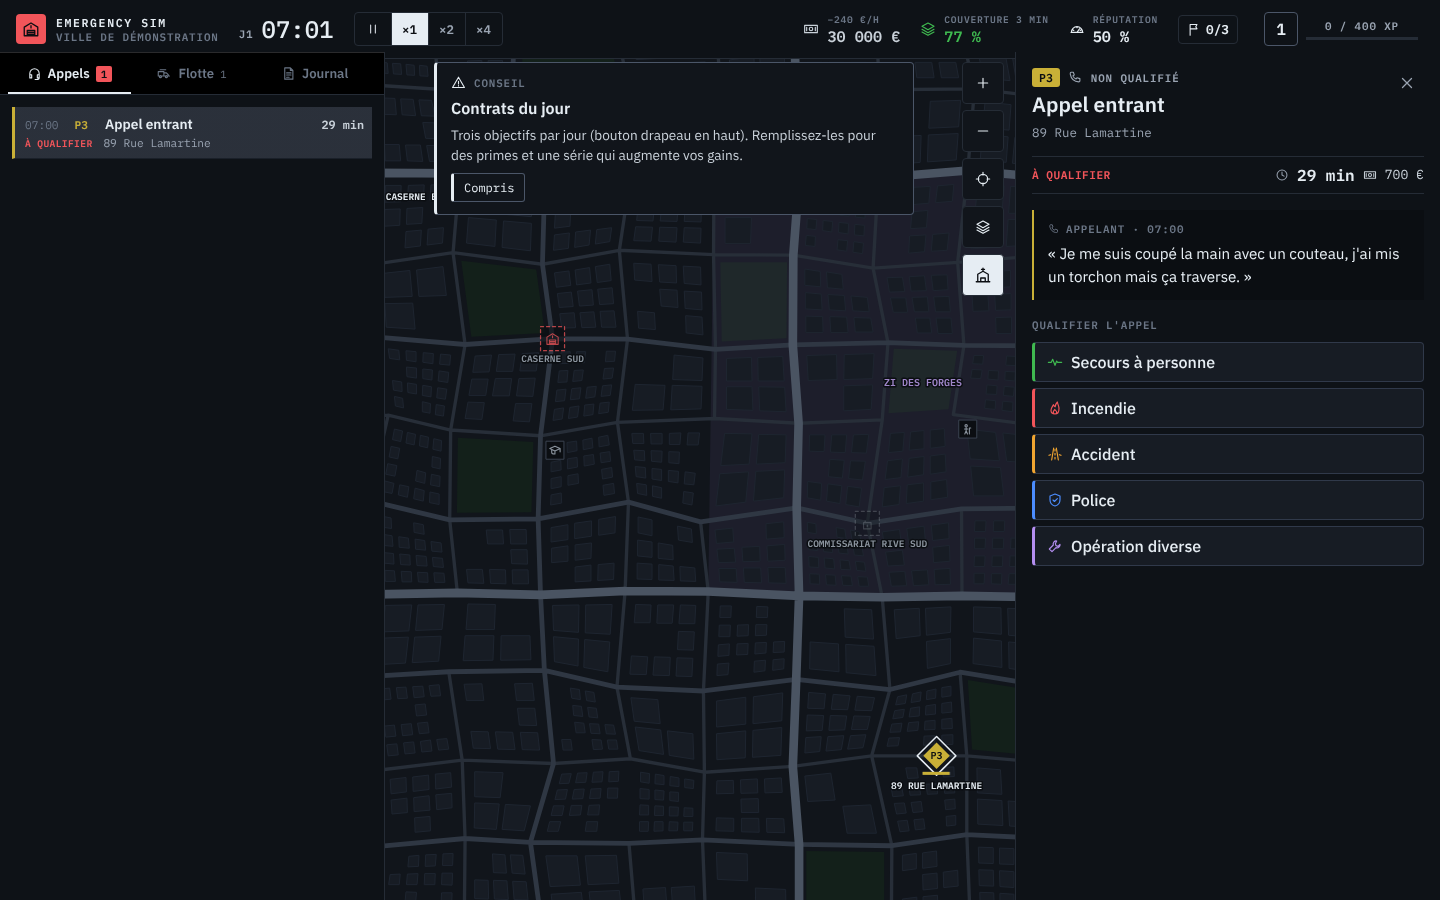 EMERGENCY SIM
VILLE DE DÉMONSTRATION
J1 07:01
×1 ×2 ×4
−240 €/H
30 000 €
COUVERTURE 3 MIN
77 %
RÉPUTATION
50 %
0/3
1
0 / 400 XP
Appels 1
Flotte 1
Journal
07:00 P3 Appel entrant 29 min
À QUALIFIER 89 Rue Lamartine
CONSEIL
Contrats du jour
Trois objectifs par jour (bouton drapeau en haut). Remplissez-les pour
des primes et une série qui augmente vos gains.
Compris
CASERNE
CASERNE SUD
ZI DES FORGES
COMMISSARIAT RIVE SUD
P3
89 RUE LAMARTINE
P3 NON QUALIFIÉ
Appel entrant
89 Rue Lamartine
À QUALIFIER 29 min 700 €
APPELANT · 07:00
« Je me suis coupé la main avec un couteau, j'ai mis
un torchon mais ça traverse. »
QUALIFIER L'APPEL
Secours à personne
Incendie
Accident
Police
Opération diverse